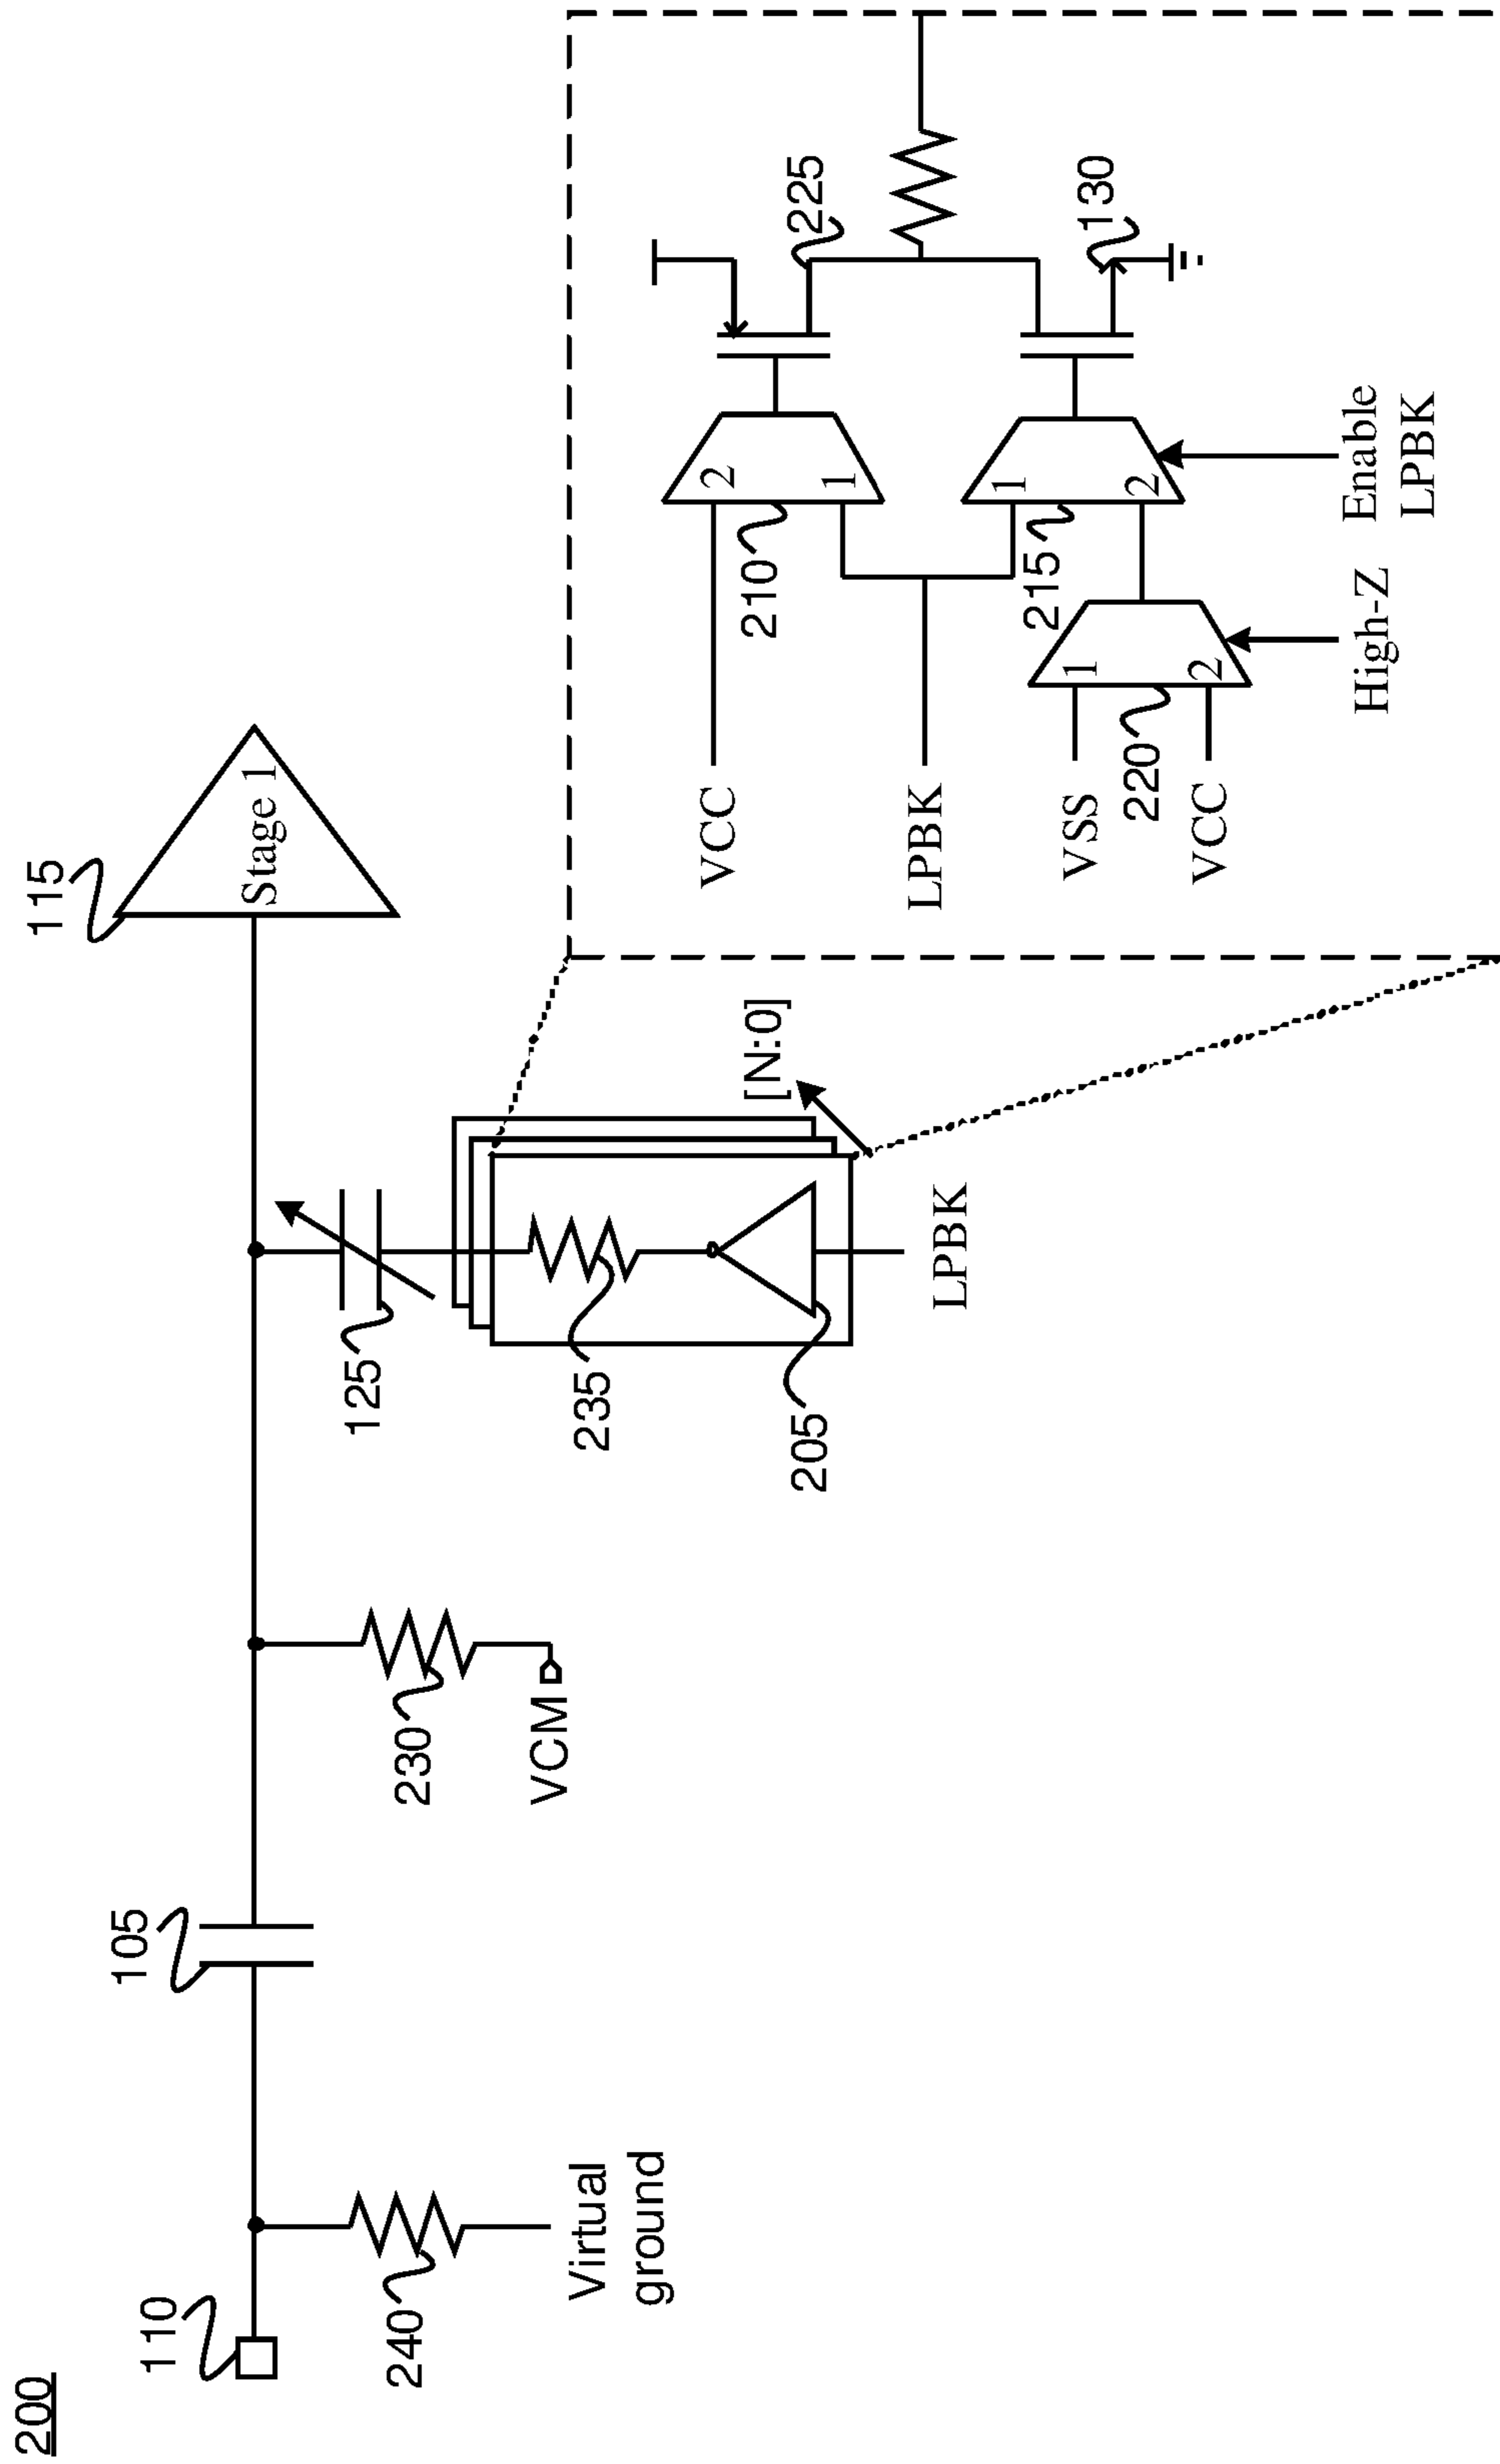 200
110
105
115
Stage 1
240
Virtual
ground
230
VCM
125
235
205
LPBK
[N:0]
VCC
210
2
1
225
LPBK
215
1
2
130
VSS
VCC
220
1
2
High-Z
Enable
LPBK